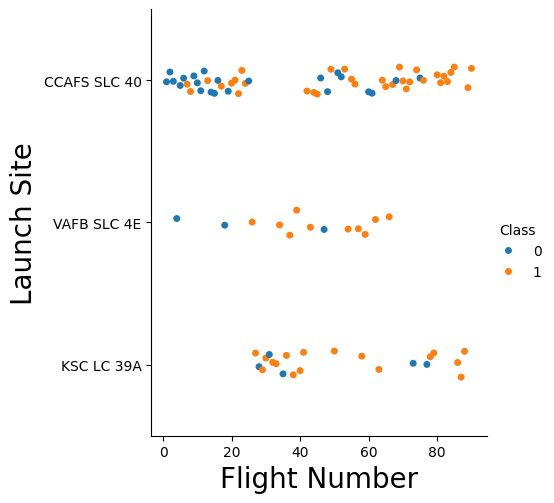 CCAFS SLC 40
VAFB SLC 4E
KSC LC 39A
Launch Site
0 20 40 60 80
Flight Number
Class
0
1